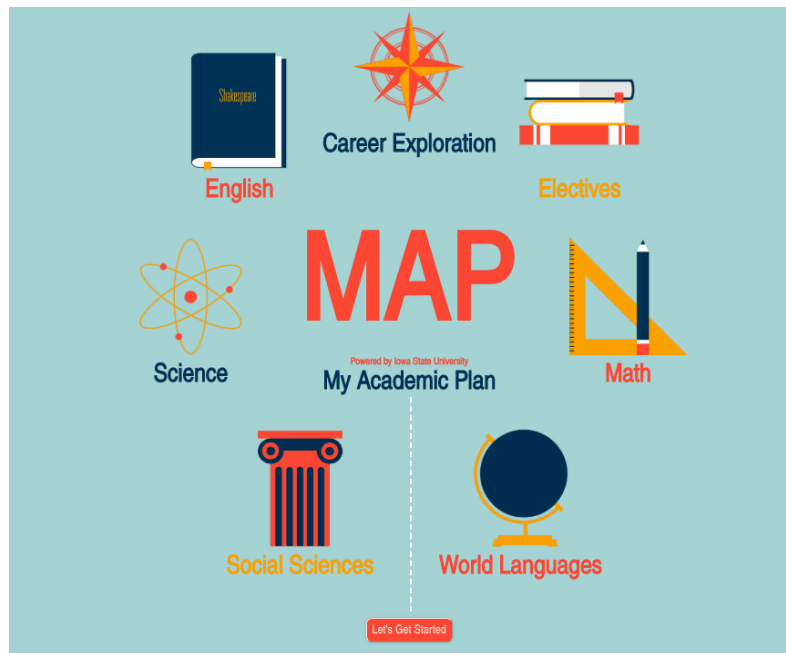 Shakespeare
Career Exploration
English
Electives
MAP
Powered by Iowa State University
My Academic Plan
Science
Math
Social Sciences
World Languages
Let's Get Started